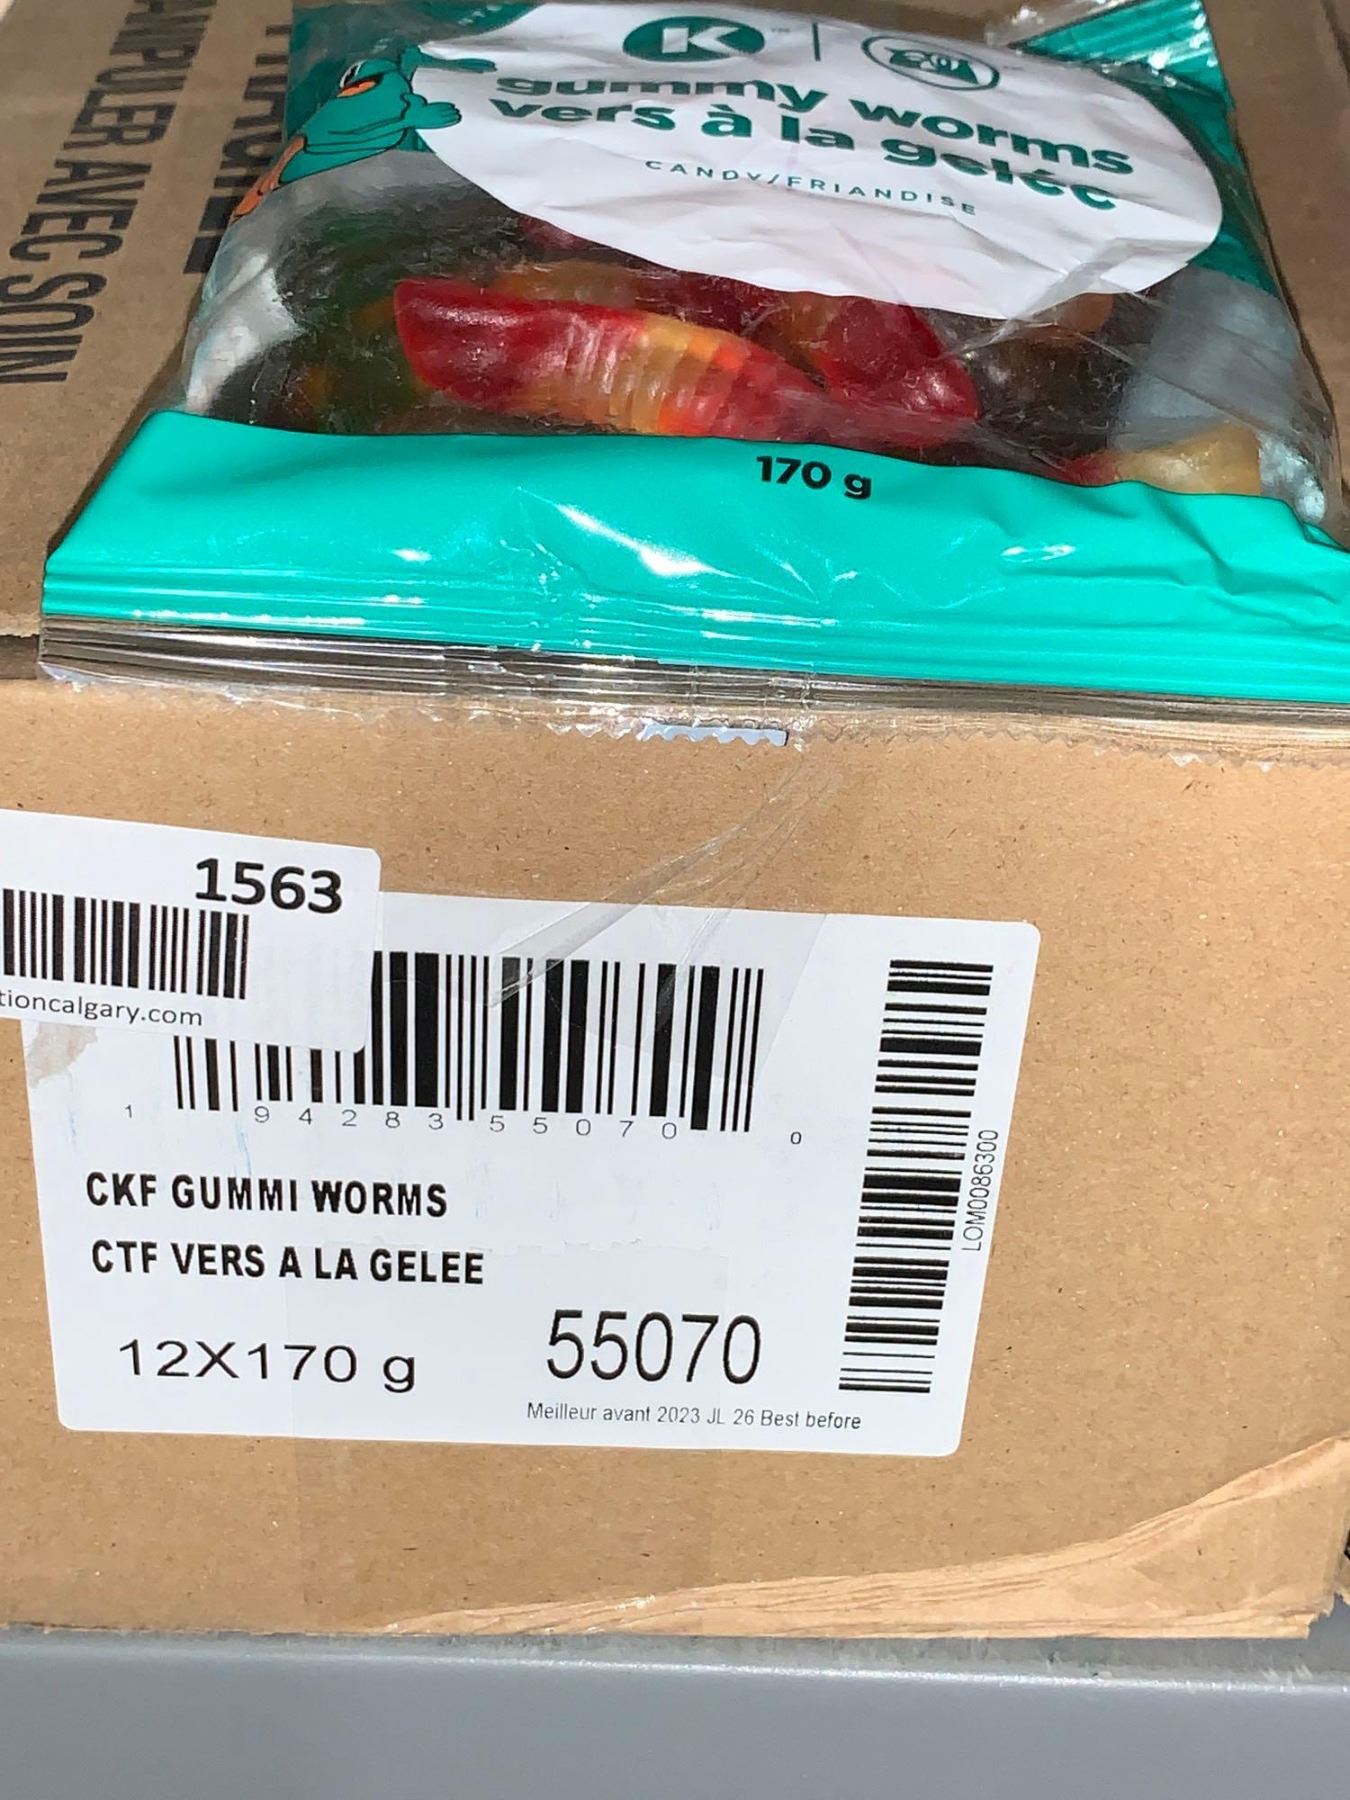 K
gummy worms
vers à la gelée
CANDY/FRIANDISE
170 g
AVEC SOIN
1563
tioncalgary.com
1 94283 55070 0
LOM0086300
CKF GUMMI WORMS
CTF VERS A LA GELEE
12X170 g
55070
Meilleur avant 2023 JL 26 Best before